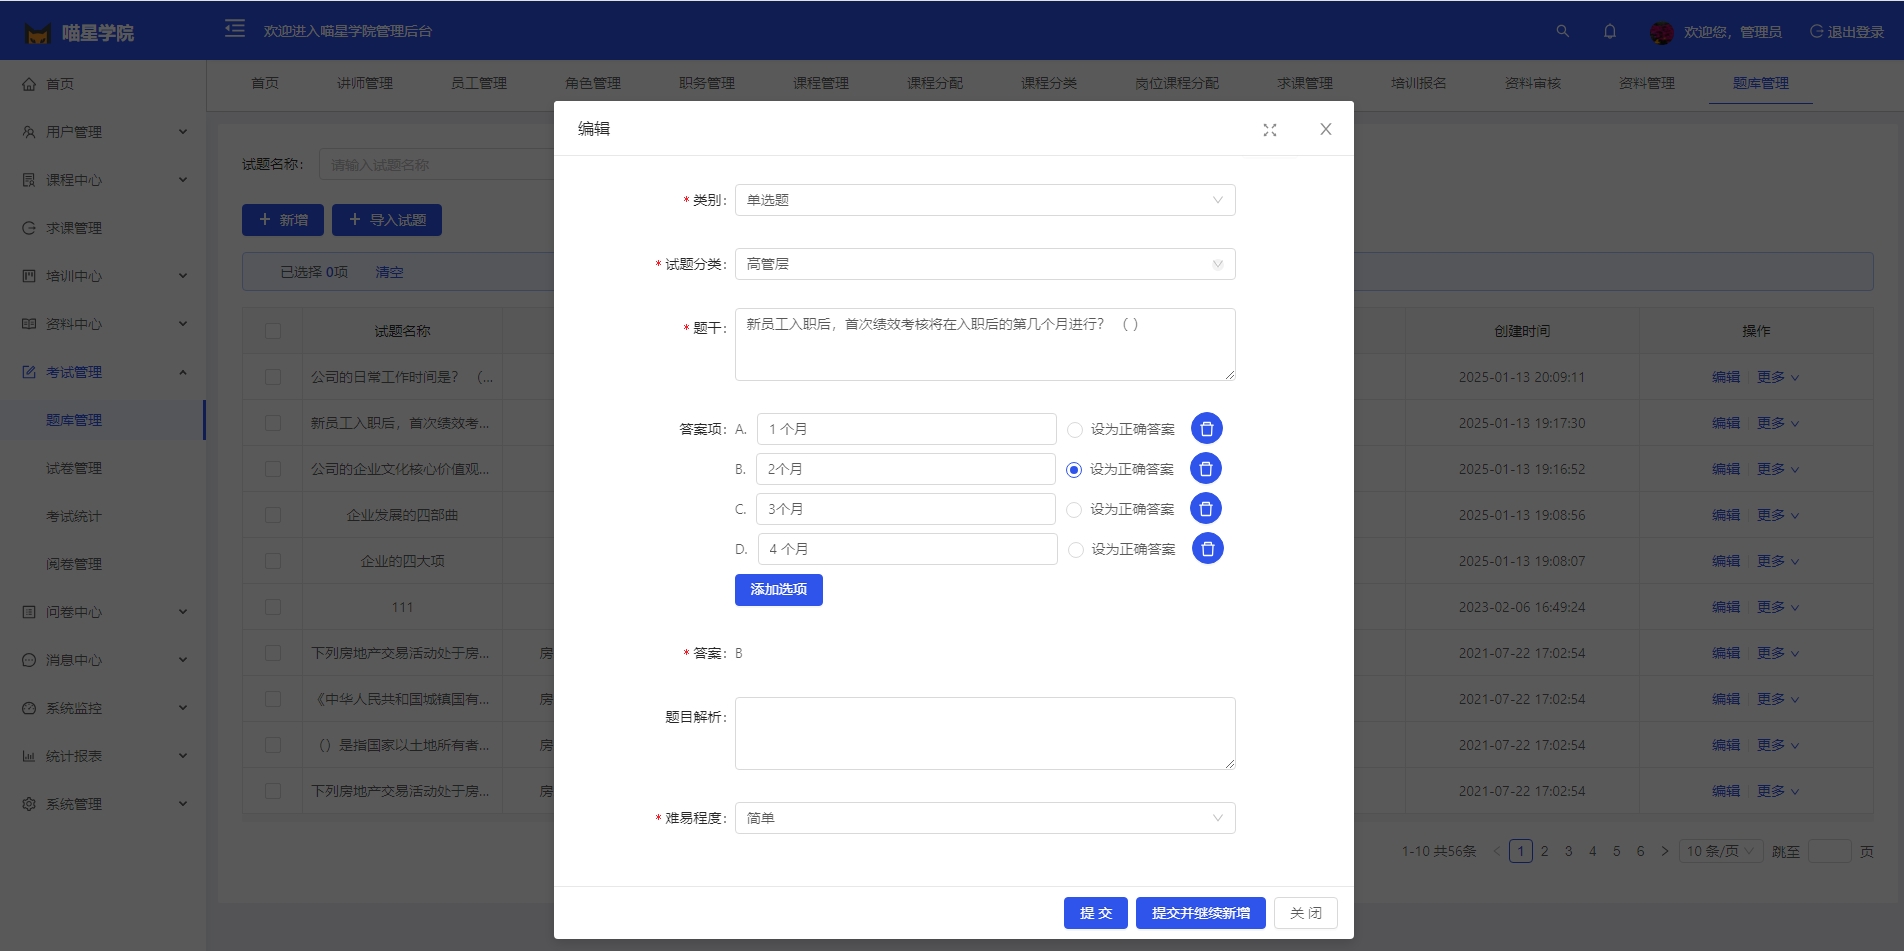 喵星学院
欢迎进入喵星学院管理后台
欢迎您，管理员
退出登录
首页
用户管理
课程中心
求课管理
培训中心
资料中心
考试管理
题库管理
试卷管理
考试统计
阅卷管理
问卷中心
消息中心
系统监控
统计报表
系统管理
首页 讲师管理 员工管理 角色管理 职务管理 课程管理 课程分配 课程分类 岗位课程分配 求课管理 培训报名 资料审核 资料管理 题库管理
试题名称： 请输入试题名称
新增 导入试题
已选择 0项 清空
试题名称 创建时间 操作
公司的日常工作时间是？ （... 2025-01-13 20:09:11 编辑 更多
新员工入职后，首次绩效考... 2025-01-13 19:17:30 编辑 更多
公司的企业文化核心价值观... 2025-01-13 19:16:52 编辑 更多
企业发展的四部曲 2025-01-13 19:08:56 编辑 更多
企业的四大项 2025-01-13 19:08:07 编辑 更多
111 2023-02-06 16:49:24 编辑 更多
下列房地产交易活动处于房... 房 2021-07-22 17:02:54 编辑 更多
《中华人民共和国城镇国有... 房 2021-07-22 17:02:54 编辑 更多
（）是指国家以土地所有者... 房 2021-07-22 17:02:54 编辑 更多
下列房地产交易活动处于房... 房 2021-07-22 17:02:54 编辑 更多
1-10 共56条 1 2 3 4 5 6 10 条/页 跳至 页
编辑
* 类别： 单选题
* 试题分类： 高管层
* 题干： 新员工入职后，首次绩效考核将在入职后的第几个月进行？ （ ）
答案项： A. 1 个月 设为正确答案
B. 2个月 设为正确答案
C. 3个月 设为正确答案
D. 4 个月 设为正确答案
添加选项
* 答案： B
题目解析：
* 难易程度： 简单
提 交 提交并继续新增 关 闭